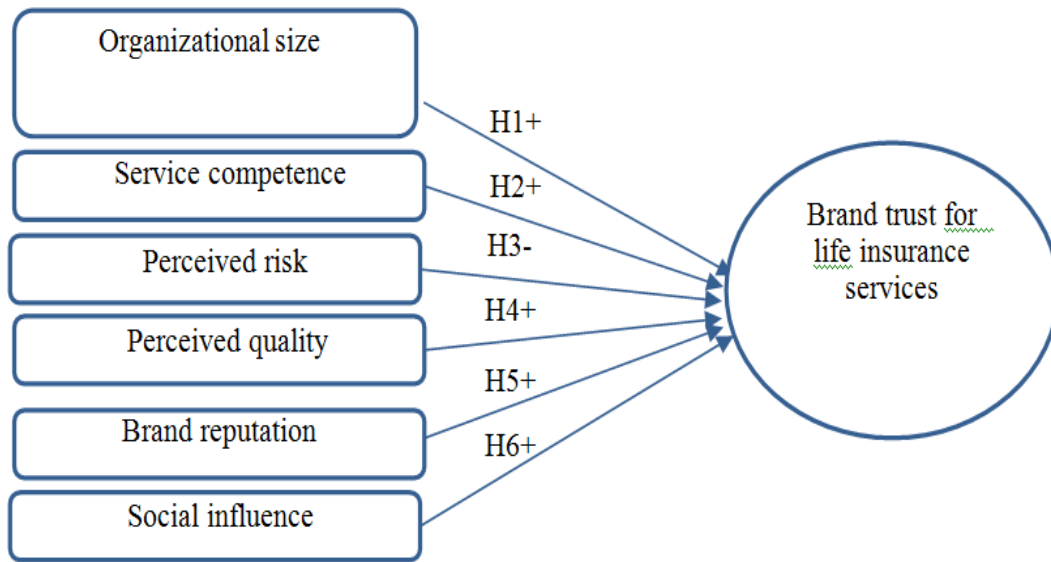 Organizational size
H1+
Service competence
H2+
Perceived risk
H3-
Perceived quality
H4+
Brand reputation
H5+
Social influence
H6+
Brand trust for
life insurance
services